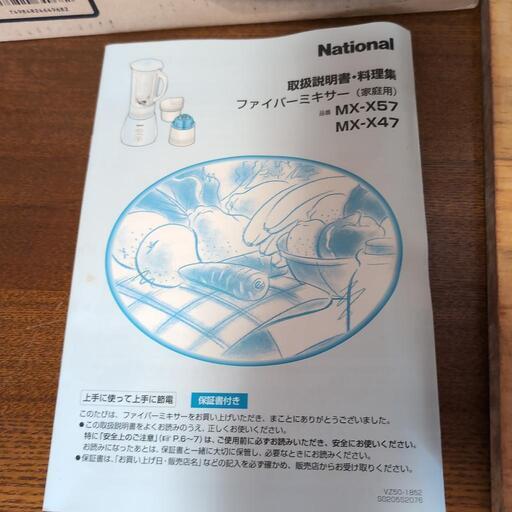 T4984824649682
National
取扱説明書・料理集
ファイバーミキサー（家庭用）
品番 MX-X57
MX-X47
上手に使って上手に節電
保証書付き
このたびは、ファイバーミキサーをお買い上げいただき、まことにありがとうございました。
●この取扱説明書をよくお読みのうえ、正しくお使いください。
特に「安全上のご注意」（☞ P.6〜7）は、ご使用前に必ずお読みいただき、安全にお使いください。
お読みになったあとは、保証書と一緒に大切に保管し、必要なときにお読みください。
●保証書は、「お買い上げ日・販売店名」などの記入を必ず確かめ、販売店からお受け取りください。
VZ50-1852
S0205S2076